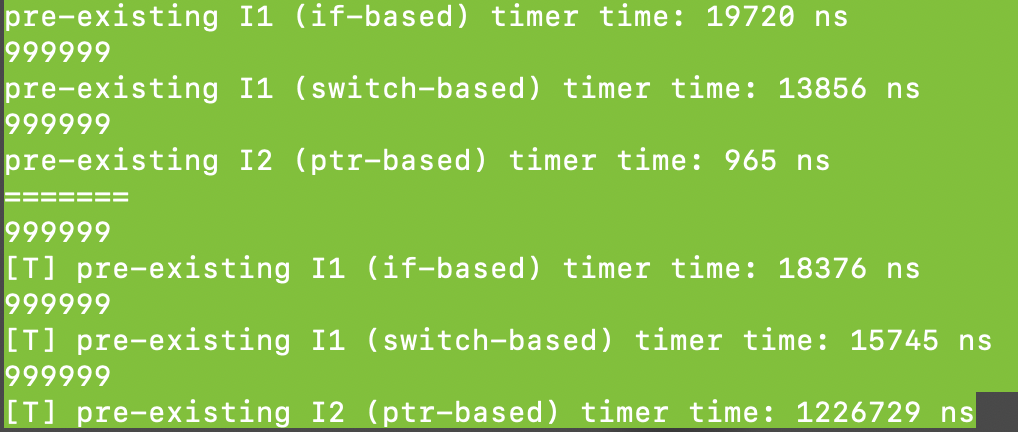 pre-existing I1 (if-based) timer time: 19720 ns
999999
pre-existing I1 (switch-based) timer time: 13856 ns
999999
pre-existing I2 (ptr-based) timer time: 965 ns
=======
999999
[T] pre-existing I1 (if-based) timer time: 18376 ns
999999
[T] pre-existing I1 (switch-based) timer time: 15745 ns
999999
[T] pre-existing I2 (ptr-based) timer time: 1226729 ns